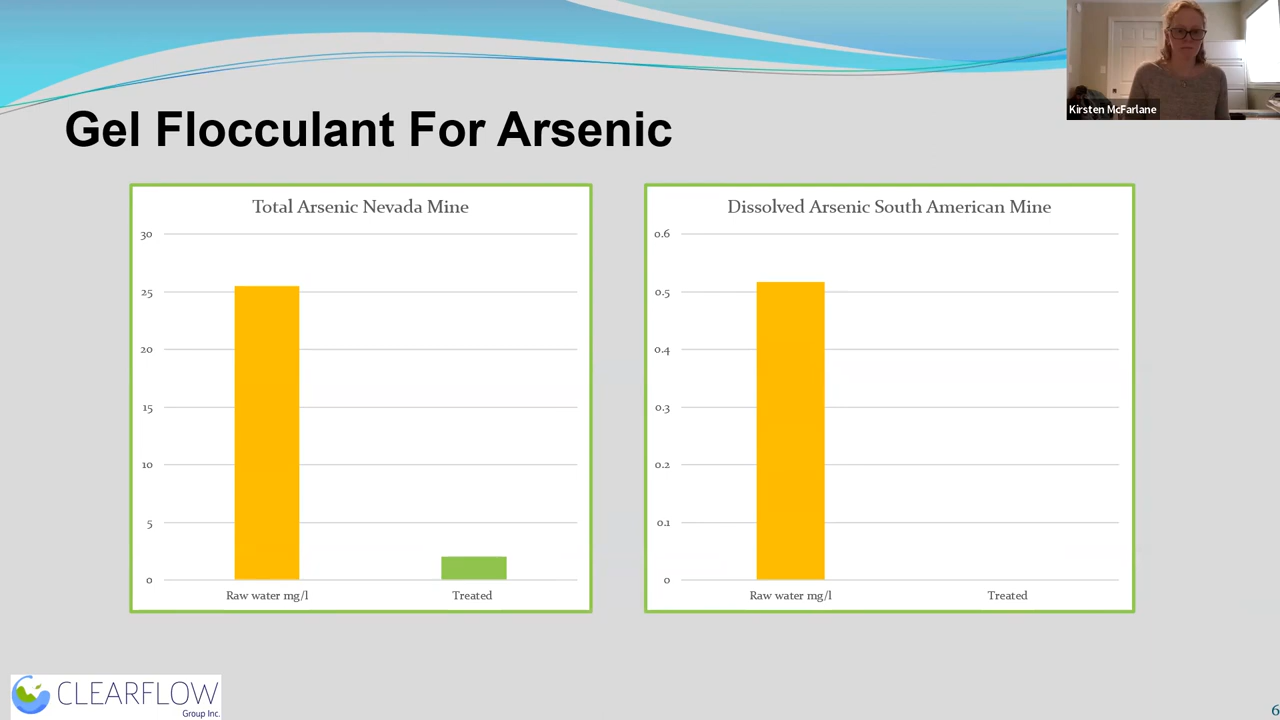 Kirsten McFarlane
Gel Flocculant For Arsenic
Total Arsenic Nevada Mine
30
25
20
15
10
5
0
Raw water mg/l
Treated
Dissolved Arsenic South American Mine
0.6
0.5
0.4
0.3
0.2
0.1
0
Raw water mg/l
Treated
CLEARFLOW
Group Inc.
6